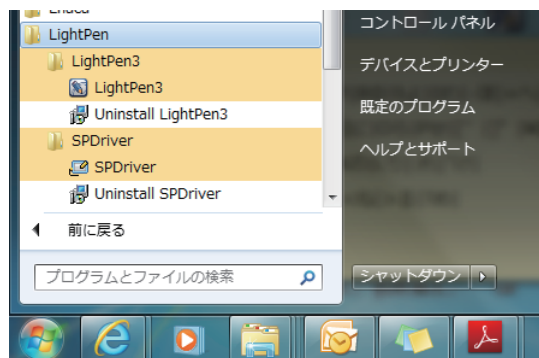 LightPen
LightPen3
LightPen3
Uninstall LightPen3
SPDriver
SPDriver
Uninstall SPDriver
前に戻る
プログラムとファイルの検索
コントロール パネル
デバイスとプリンター
既定のプログラム
ヘルプとサポート
シャットダウン